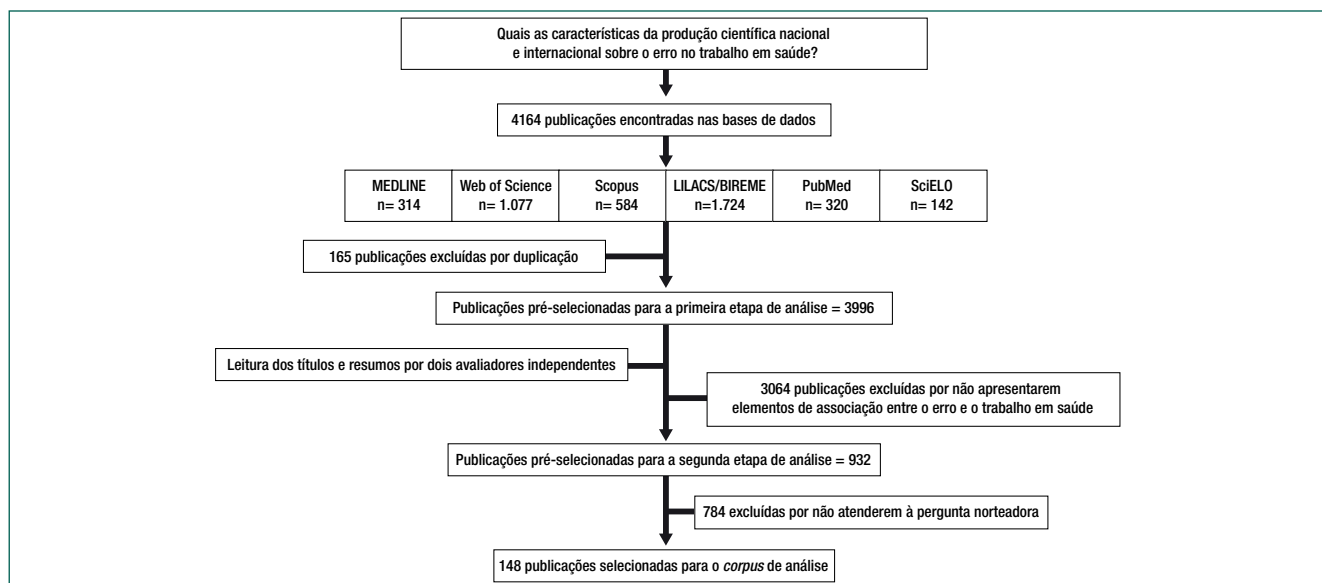 Quais as características da produção científica nacional
e internacional sobre o erro no trabalho em saúde?
4164 publicações encontradas nas bases de dados
MEDLINE
n= 314
Web of Science
n= 1.077
Scopus
n= 584
LILACS/BIREME
n=1.724
PubMed
n= 320
SciELO
n= 142
165 publicações excluídas por duplicação
Publicações pré-selecionadas para a primeira etapa de análise = 3996
Leitura dos títulos e resumos por dois avaliadores independentes
3064 publicações excluídas por não apresentarem
elementos de associação entre o erro e o trabalho em saúde
Publicações pré-selecionadas para a segunda etapa de análise = 932
784 excluídas por não atenderem à pergunta norteadora
148 publicações selecionadas para o corpus de análise